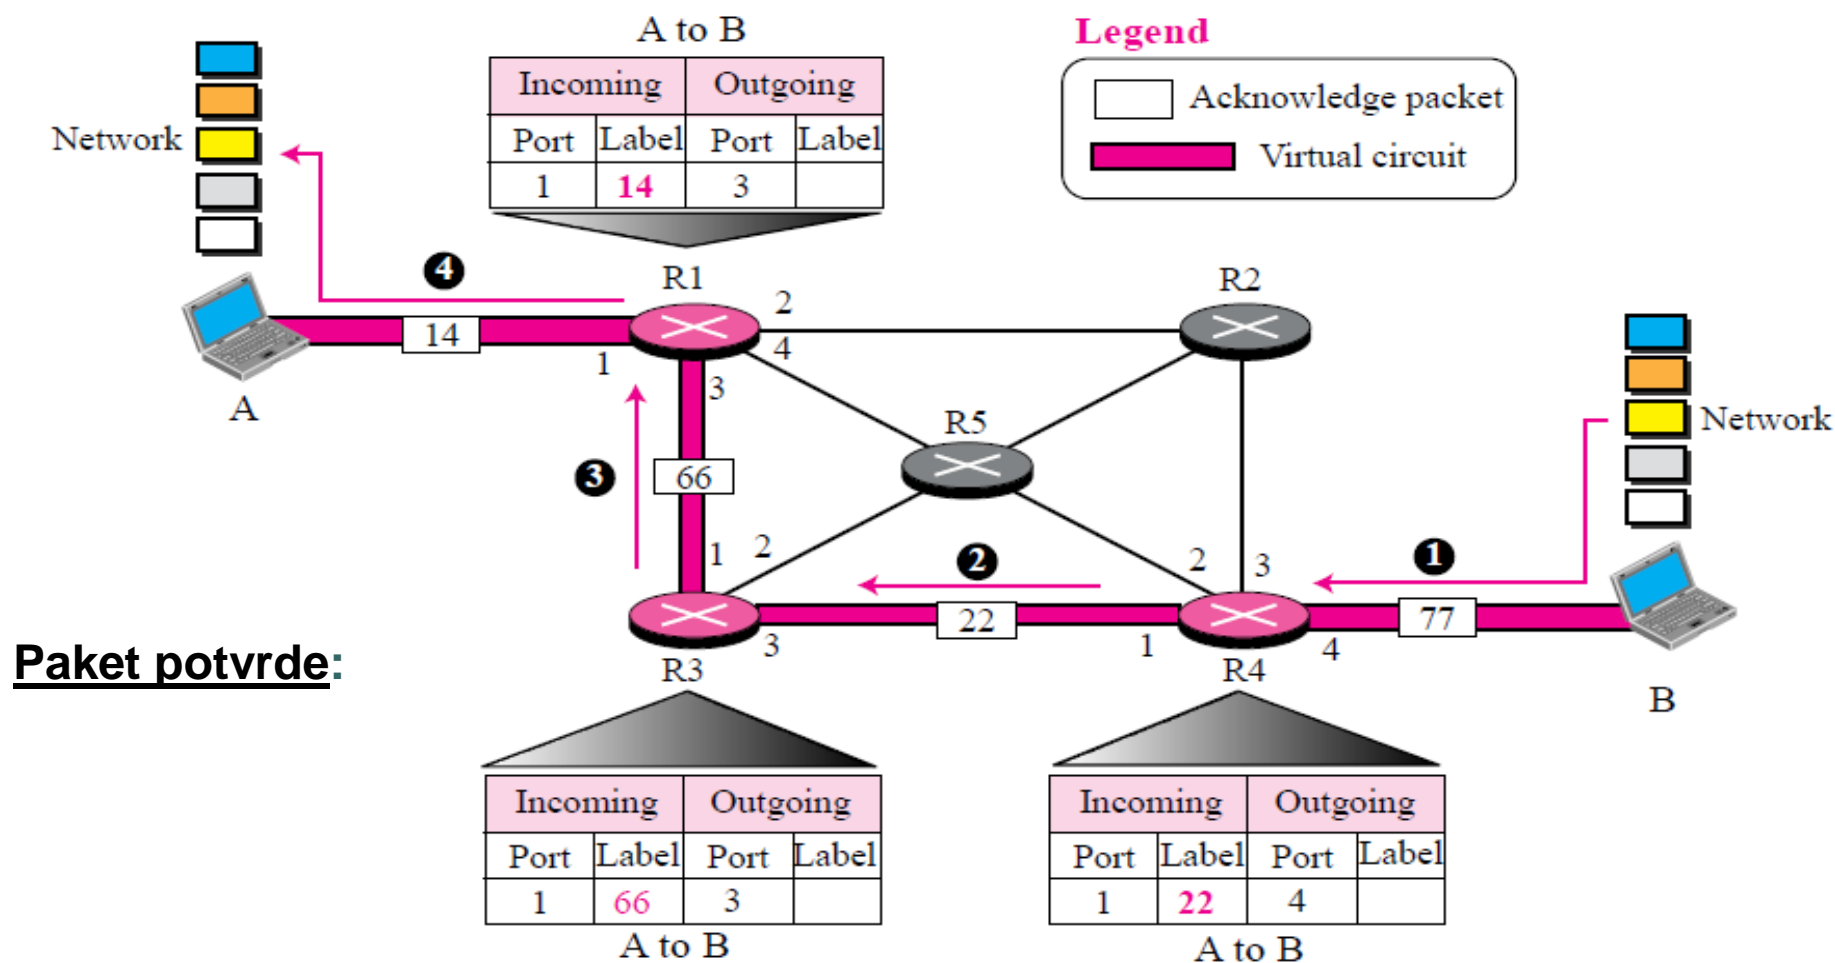 A to B
Incoming Outgoing
Port Label Port Label
1 14 3
Legend
Acknowledge packet
Virtual circuit
Network
4
R1
R2
2
14
1
4
A
3
R5
Network
3
66
1
2
2
2
3
1
22
77
3
1
4
Paket potvrde:
R3
R4
B
Incoming Outgoing
Port Label Port Label
1 66 3
A to B
Incoming Outgoing
Port Label Port Label
1 22 4
A to B